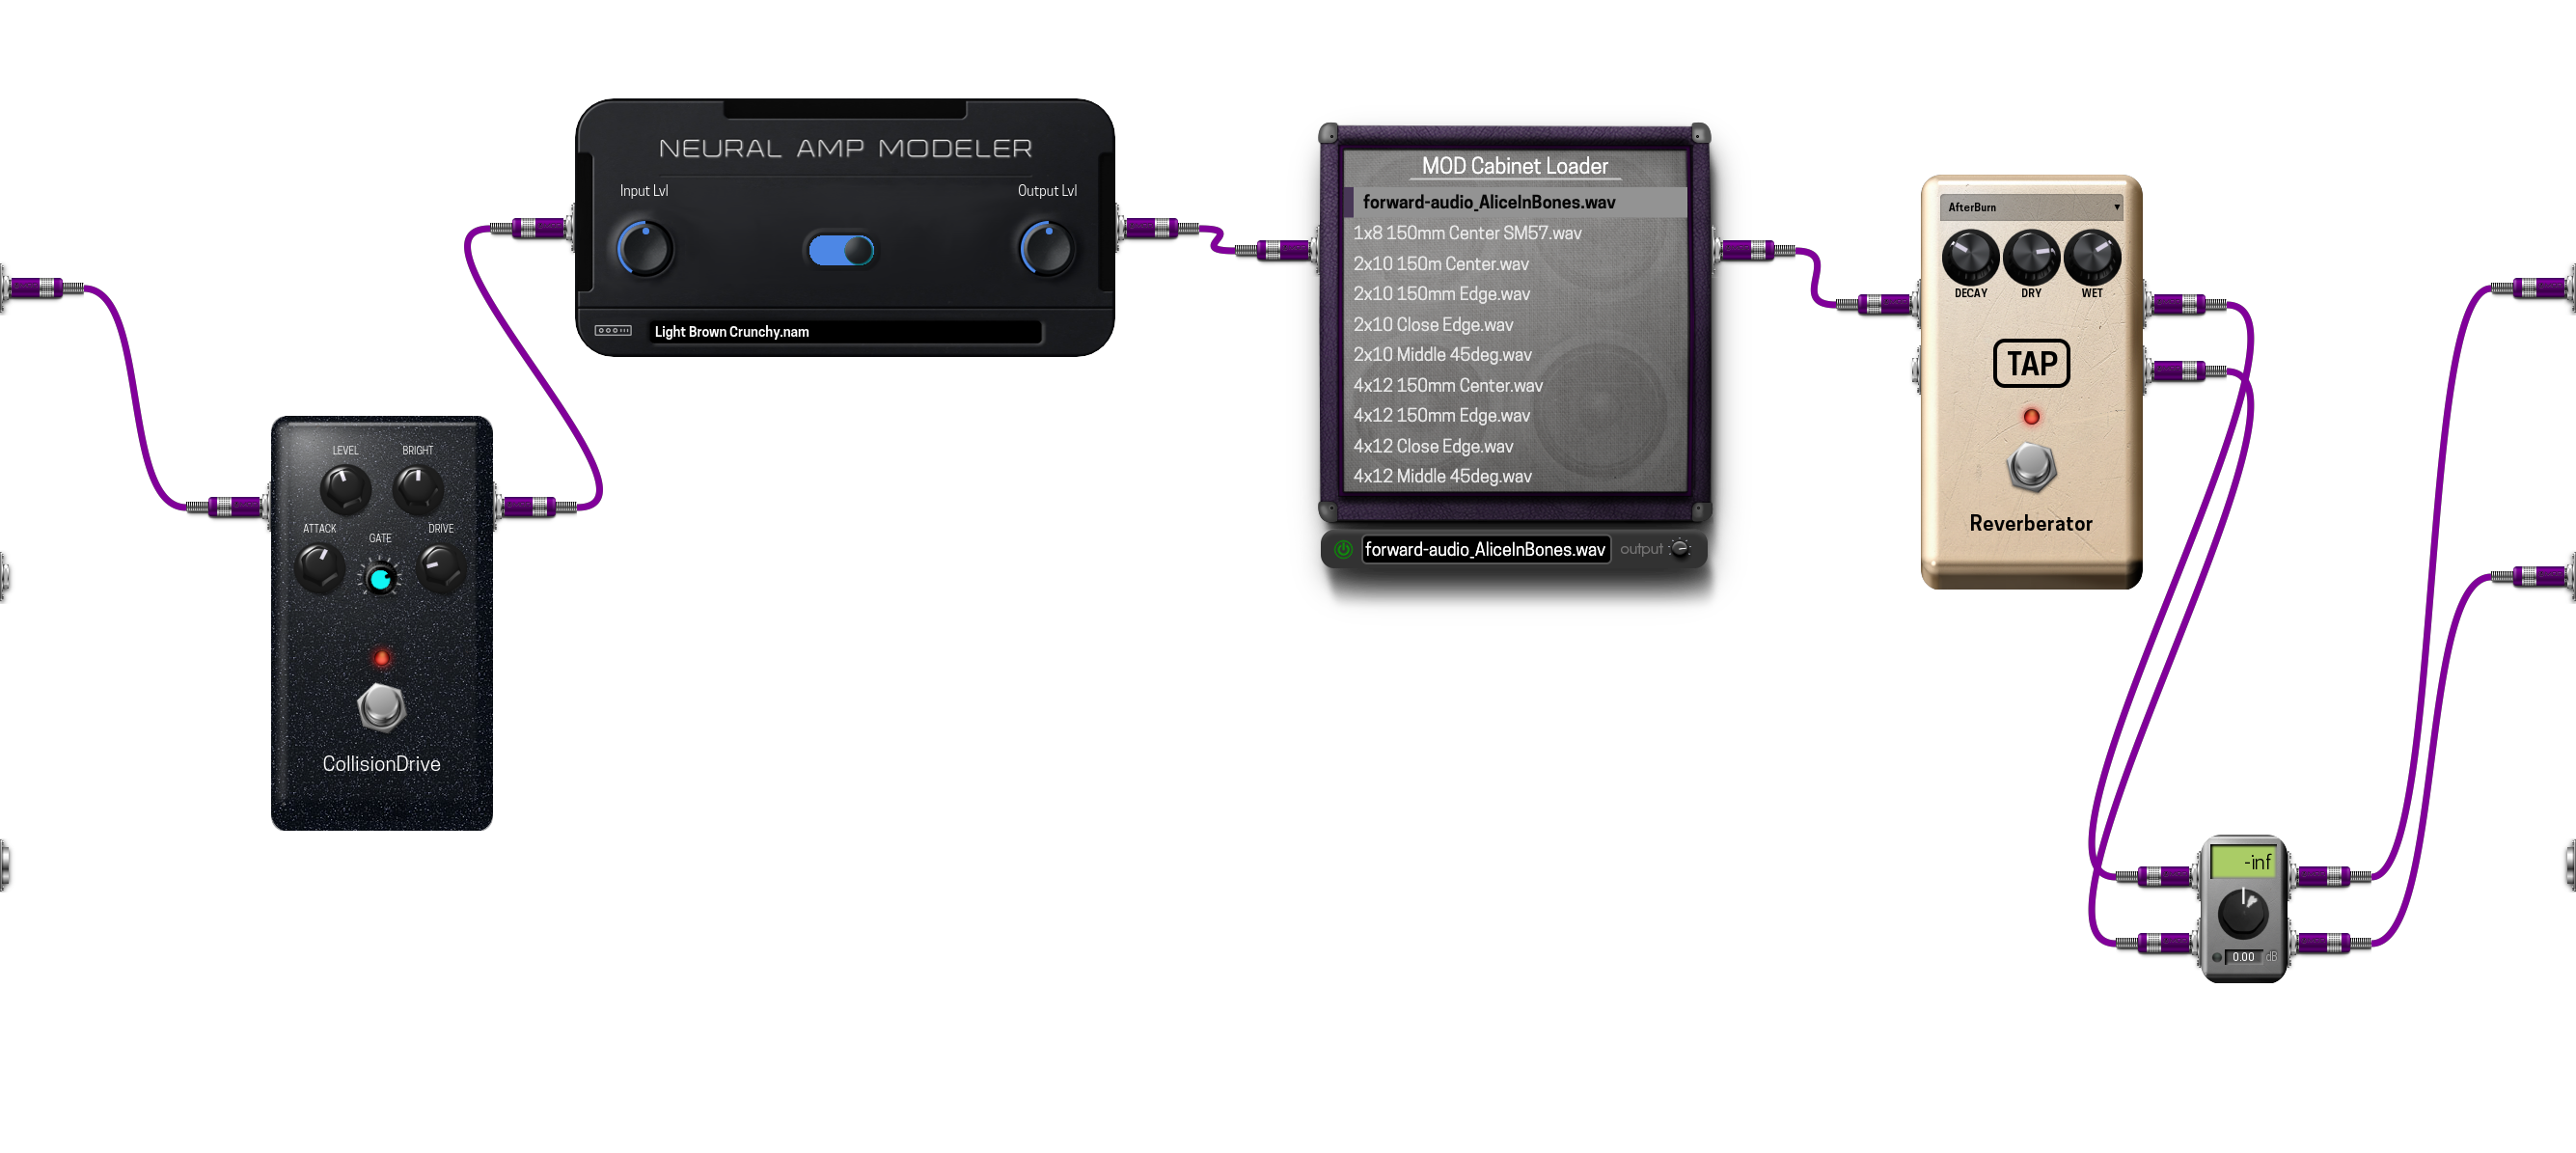 LEVEL BRIGHT
ATTACK GATE DRIVE
CollisionDrive
NEURAL AMP MODELER
Input Lvl Output Lvl
Light Brown Crunchy.nam
MOD Cabinet Loader
forward-audio_AliceInBones.wav
1x8 150mm Center SM57.wav
2x10 150m Center.wav
2x10 150mm Edge.wav
2x10 Close Edge.wav
2x10 Middle 45deg.wav
4x12 150mm Center.wav
4x12 150mm Edge.wav
4x12 Close Edge.wav
4x12 Middle 45deg.wav
forward-audio_AliceInBones.wav output
AfterBurn
DECAY DRY WET
TAP
Reverberator
-inf
0.00 dB